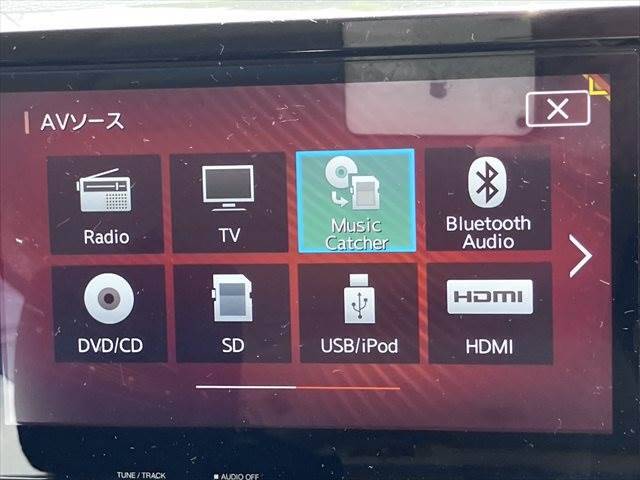 AVソース
Radio
TV
Music
Catcher
Bluetooth
Audio
DVD/CD
SD
USB/iPod
HDMI
HDMI
TUNE / TRACK
■ AUDIO OFF